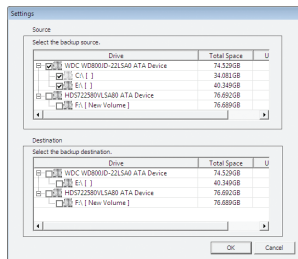 Settings
Source
Select the backup source.
Drive Total Space U
WDC WD800JD-22LSA0 ATA Device 74.529GB
C:\ [ ] 34.081GB
E:\ [ ] 40.349GB
HDS722580VLSA80 ATA Device 76.692GB
F:\ [ New Volume ] 76.689GB
Destination
Select the backup destination.
Drive Total Space U
WDC WD800JD-22LSA0 ATA Device 74.529GB
E:\ [ ] 40.349GB
HDS722580VLSA80 ATA Device 76.692GB
F:\ [ New Volume ] 76.689GB
OK Cancel